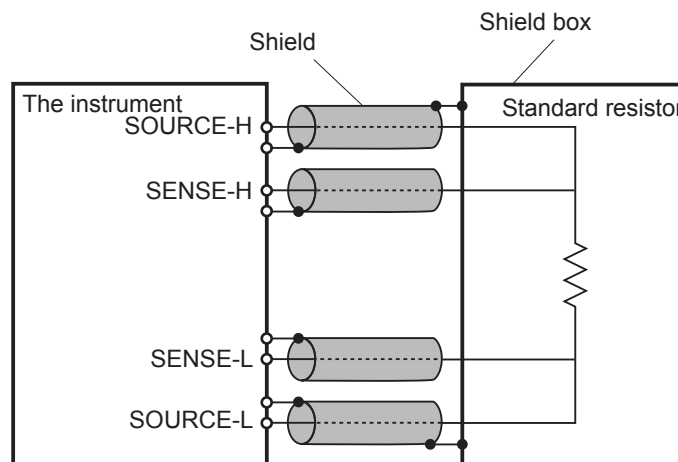 Shield box
Shield
The instrument
Standard resistor
SOURCE-H
SENSE-H
SENSE-L
SOURCE-L